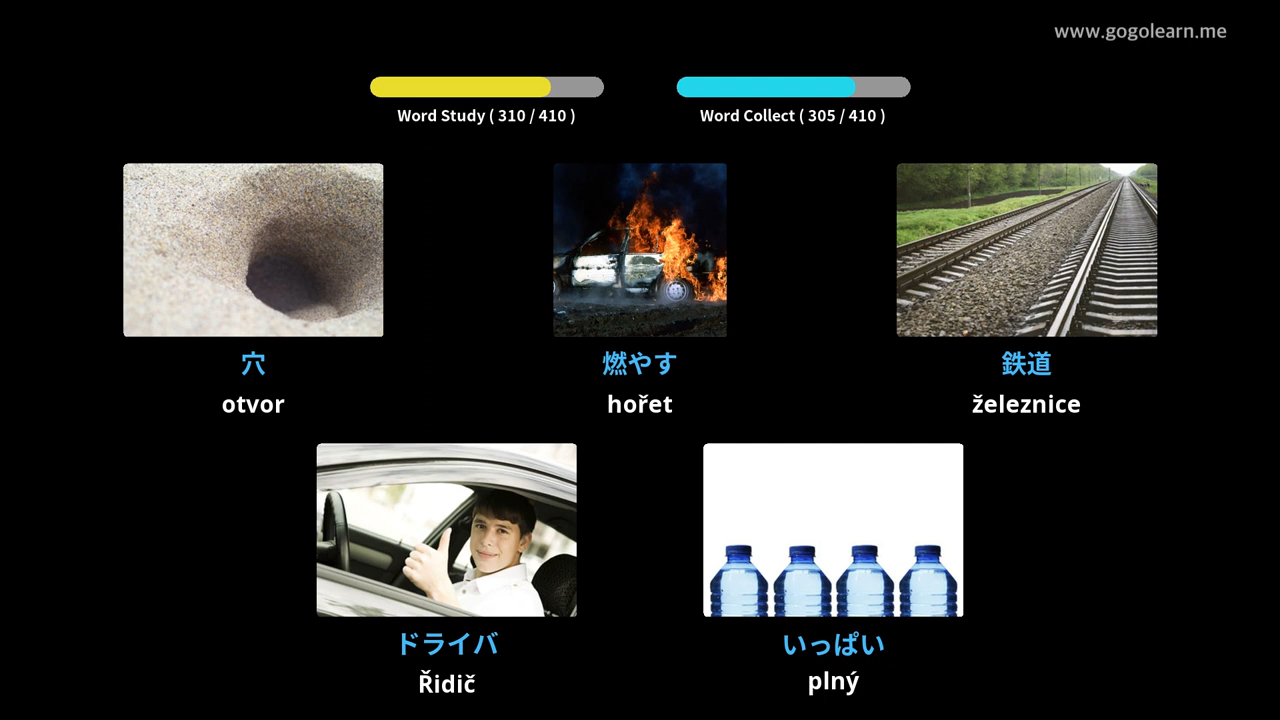 www.gogolearn.me
Word Study ( 310 / 410 )
Word Collect ( 305 / 410 )
穴
燃やす
鉄道
otvor
hořet
železnice
ドライバ
いっぱい
Řidič
plný